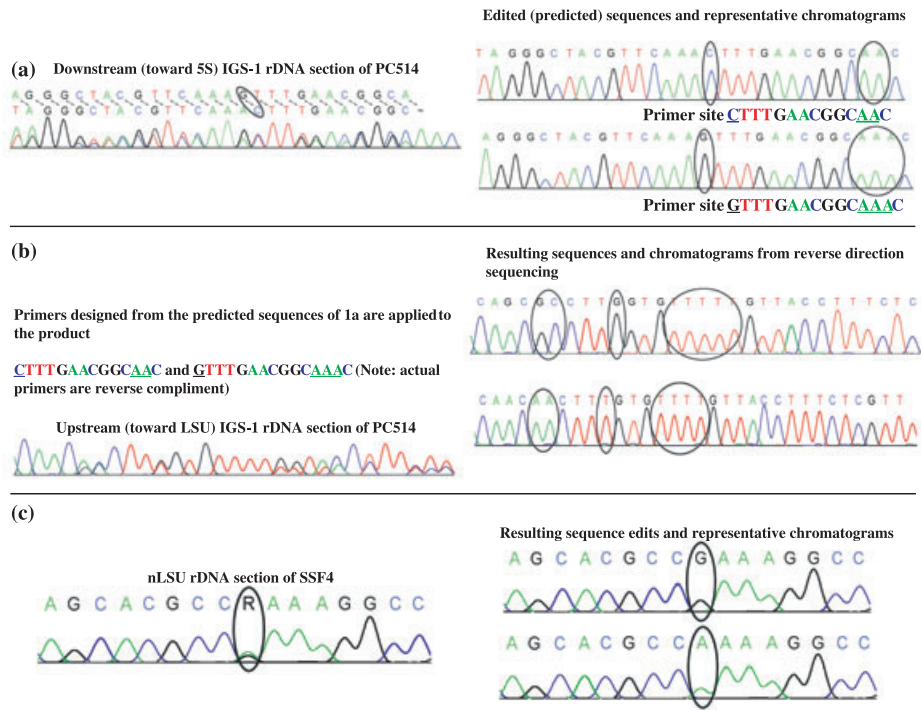 (a)
Downstream (toward 5S) IGS-1 rDNA section of PC514
A G G G C T A C G T T C A A A G T T T G A A C G G C A
T A G G G C T A C G T T C A A A C T T T G A A C G G C
Edited (predicted) sequences and representative chromatograms
T A G G G C T A C G T T C A A A C T T T G A A C G G C A A C
Primer site CTTTGAACGGCAAC
A G G G C T A C G T T C A A A G T T T G A A C G G C A A A C
Primer site GTTTGAACGGCAAAC
(b)
Primers designed from the predicted sequences of 1a are applied to
the product
CTTTGAACGGCAAC and GTTTGAACGGCAAAC (Note: actual
primers are reverse compliment)
Upstream (toward LSU) IGS-1 rDNA section of PC514
Resulting sequences and chromatograms from reverse direction
sequencing
C A G C G C C T T G G T G T T T T T G T T A C C T T T C T C
C A A C A A C T T T G T G T T T T G T T A C C T T T C T C G T T
(c)
nLSU rDNA section of SSF4
A G C A C G C C R A A A G G C C
Resulting sequence edits and representative chromatograms
A G C A C G C C G A A A G G C C
A G C A C G C C A A A A G G C C